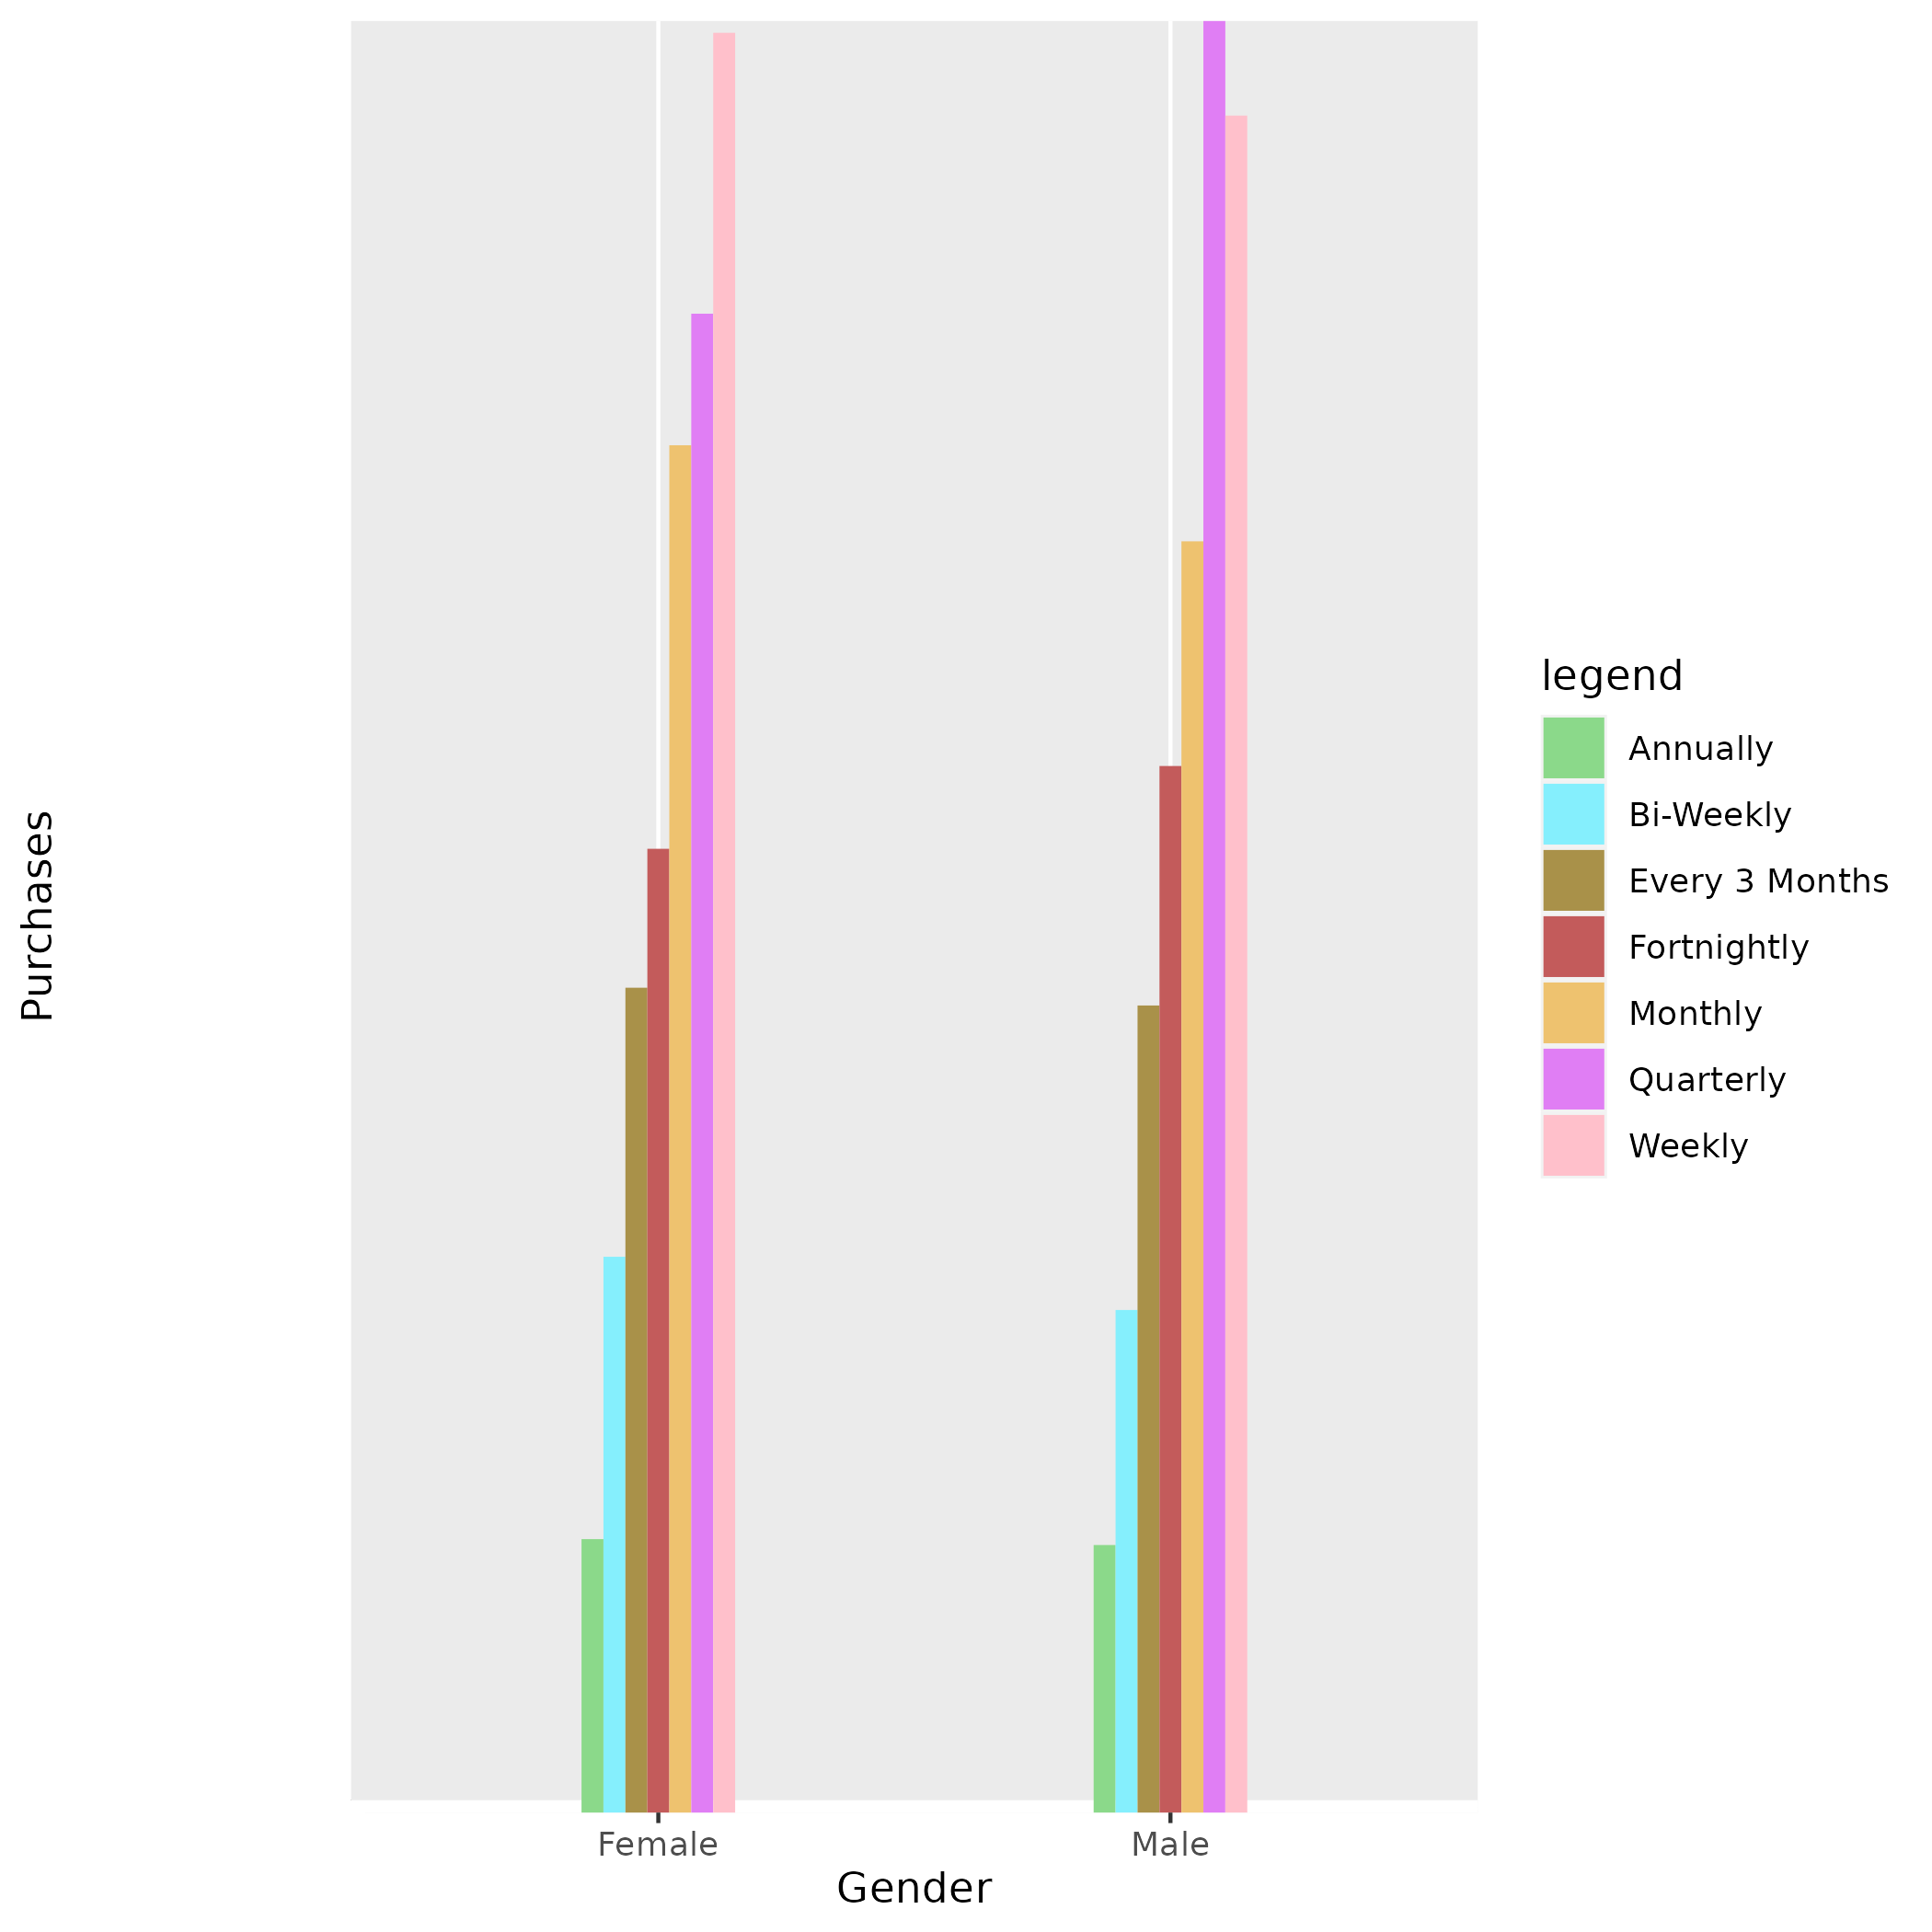 Purchases
legend
Annually
Bi-Weekly
Every 3 Months
Fortnightly
Monthly
Quarterly
Weekly
Female
Male
Gender